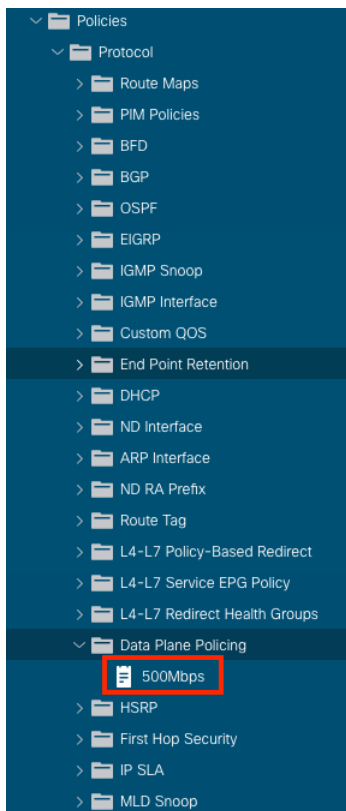 Policies
Protocol
Route Maps
PIM Policies
BFD
BGP
OSPF
EIGRP
IGMP Snoop
IGMP Interface
Custom QOS
End Point Retention
DHCP
ND Interface
ARP Interface
ND RA Prefix
Route Tag
L4-L7 Policy-Based Redirect
L4-L7 Service EPG Policy
L4-L7 Redirect Health Groups
Data Plane Policing
500Mbps
HSRP
First Hop Security
IP SLA
MLD Snoop